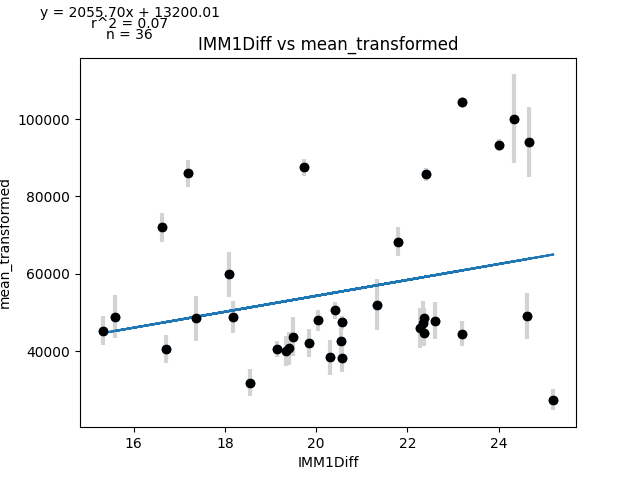 y = 2055.70x + 13200.01
r^2 = 0.07
n = 36
IMM1Diff vs mean_transformed
100000
80000
60000
40000
mean_transformed
16 18 20 22 24
IMM1Diff